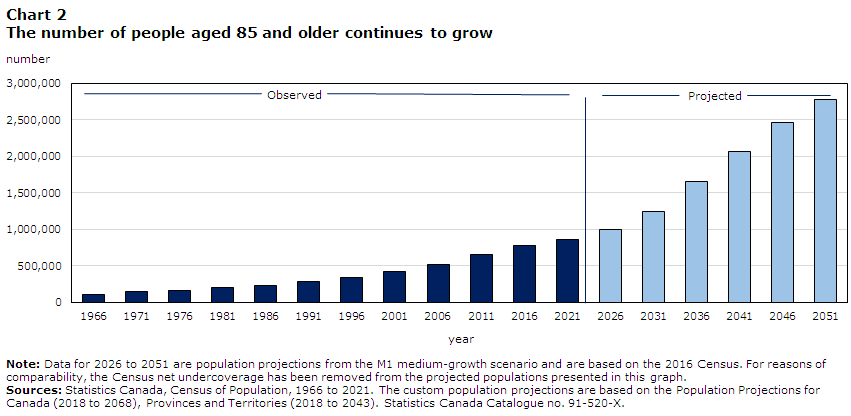 Chart 2
The number of people aged 85 and older continues to grow
number
3,000,000
Observed Projected
2,500,000
2,000,000
1,500,000
1,000,000
500,000
0
1966 1971 1976 1981 1986 1991 1996 2001 2006 2011 2016 2021 2026 2031 2036 2041 2046 2051
year
Note: Data for 2026 to 2051 are population projections from the M1 medium-growth scenario and are based on the 2016 Census. For reasons of
comparability, the Census net undercoverage has been removed from the projected populations presented in this graph.
Sources: Statistics Canada, Census of Population, 1966 to 2021. The custom population projections are based on the Population Projections for
Canada (2018 to 2068), Provinces and Territories (2018 to 2043). Statistics Canada Catalogue no. 91-520-X.